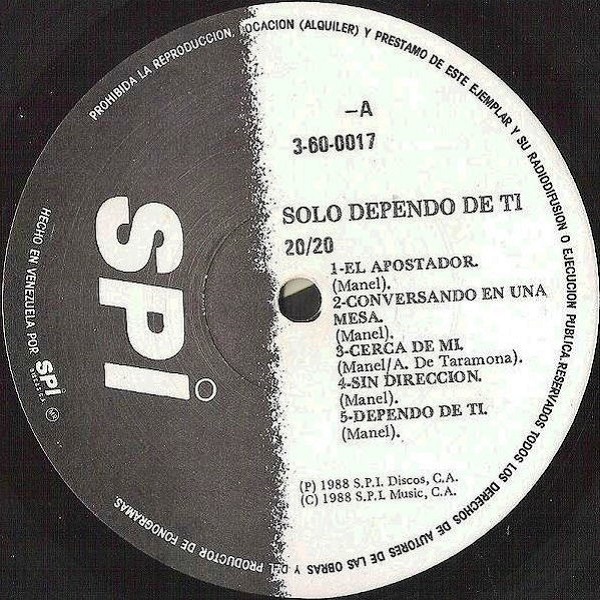 PROHIBIDA LA REPRODUCCION, LOCACION (ALQUILER) Y PRESTAMO DE ESTE EJEMPLAR Y SU RADIODIFUSION O EJECUCION PUBLICA. RESERVADOS TODOS LOS DERECHOS DE AUTORES DE LAS OBRAS Y DEL PRODUCTOR DE FONOGRAMAS.
–A
3-60-0017
SOLO DEPENDO DE TI
20/20
1-EL APOSTADOR.
(Manel).
2-CONVERSANDO EN UNA
MESA.
(Manel).
3-CERCA DE MI.
(Manel/A. De Taramona).
4-SIN DIRECCION.
(Manel).
5-DEPENDO DE TI.
(Manel).
(P) 1988 S.P.I. Discos, C.A.
(C) 1988 S.P.I. Music, C.A.
SPi
HECHO EN VENEZUELA POR SPi